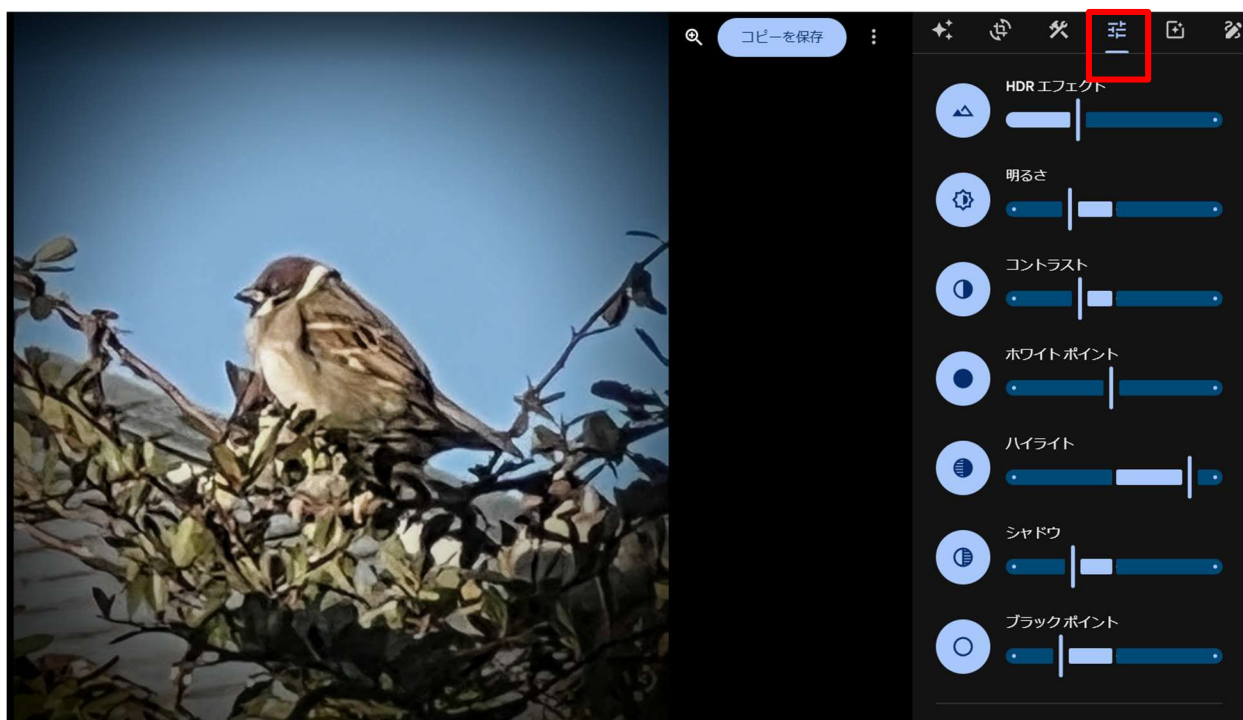 コピーを保存
HDR エフェクト
明るさ
コントラスト
ホワイト ポイント
ハイライト
シャドウ
ブラック ポイント